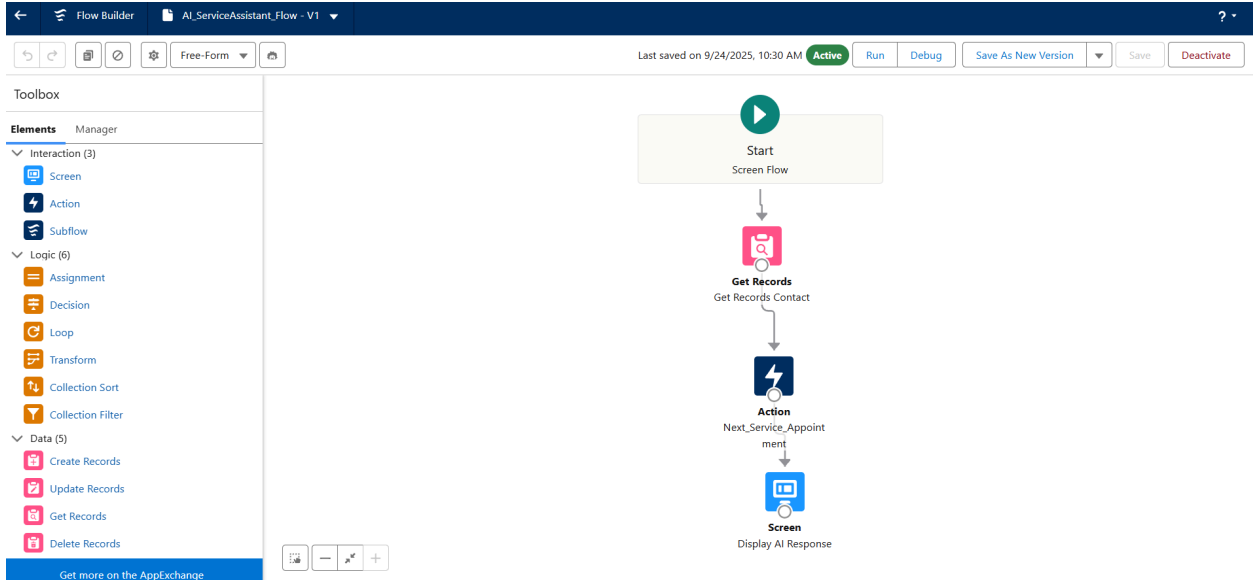 Flow Builder
AI_ServiceAssistant_Flow - V1
?
Free-Form
Last saved on 9/24/2025, 10:30 AM
Active
Run
Debug
Save As New Version
Save
Deactivate
Toolbox
Elements
Manager
Interaction (3)
Screen
Action
Subflow
Logic (6)
Assignment
Decision
Loop
Transform
Collection Sort
Collection Filter
Data (5)
Create Records
Update Records
Get Records
Delete Records
Get more on the AppExchange
Start
Screen Flow
Get Records
Get Records Contact
Action
Next_Service_Appoint
ment
Screen
Display AI Response